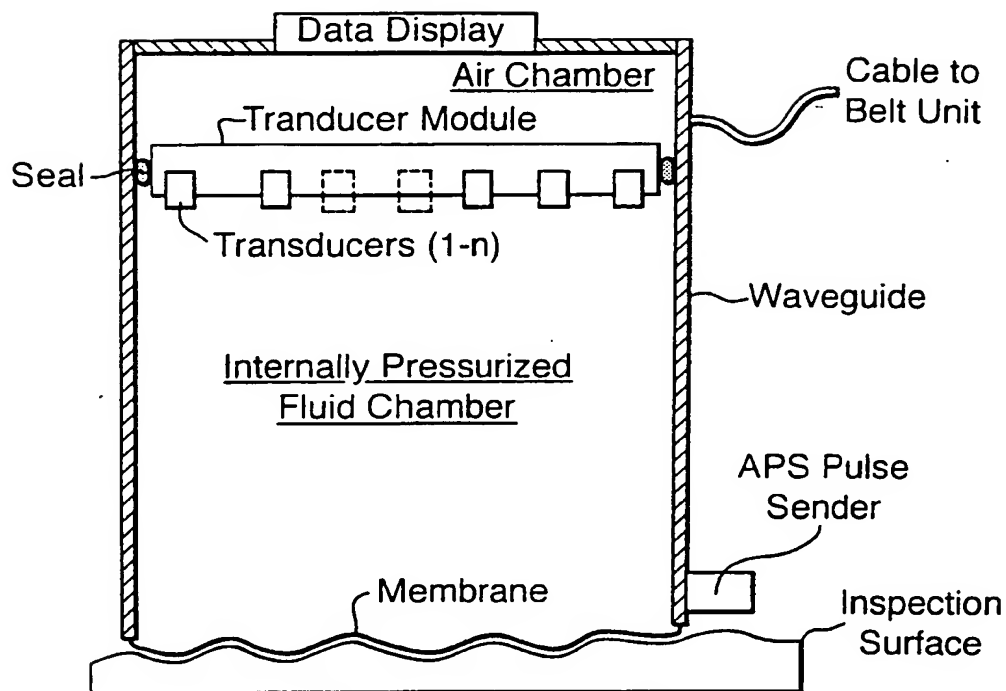 Data Display
Air Chamber
Cable to
Belt Unit
Tranducer Module
Seal
Transducers (1-n)
Waveguide
Internally Pressurized
Fluid Chamber
APS Pulse
Sender
Membrane
Inspection
Surface